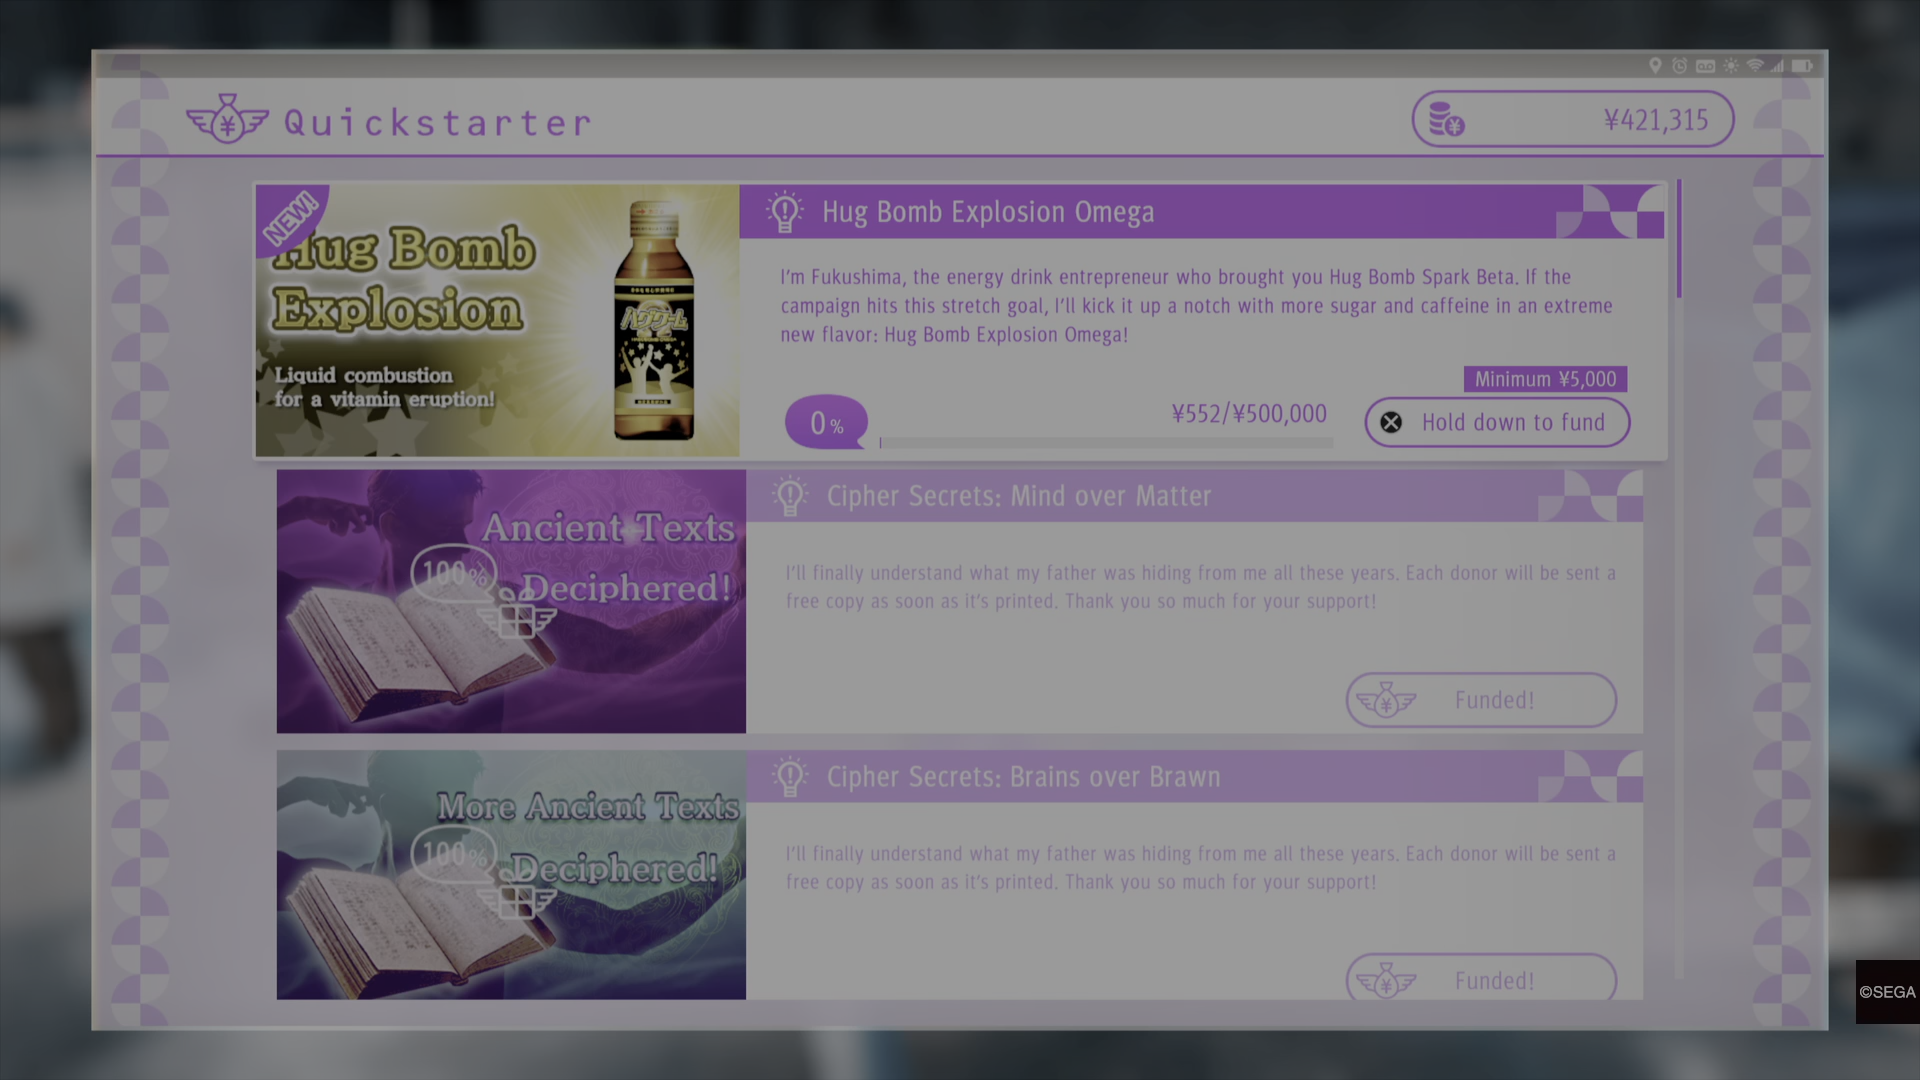 Quickstarter
¥421,315
NEW!
Hug Bomb
Explosion
Liquid combustion
for a vitamin eruption!
Hug Bomb Explosion Omega
I'm Fukushima, the energy drink entrepreneur who brought you Hug Bomb Spark Beta. If the
campaign hits this stretch goal, I'll kick it up a notch with more sugar and caffeine in an extreme
new flavor: Hug Bomb Explosion Omega!
Minimum ¥5,000
0%
¥552/¥500,000
Hold down to fund
Ancient Texts
Deciphered!
100%
Cipher Secrets: Mind over Matter
I'll finally understand what my father was hiding from me all these years. Each donor will be sent a
free copy as soon as it's printed. Thank you so much for your support!
Funded!
More Ancient Texts
Deciphered!
100%
Cipher Secrets: Brains over Brawn
I'll finally understand what my father was hiding from me all these years. Each donor will be sent a
free copy as soon as it's printed. Thank you so much for your support!
Funded!
©SEGA